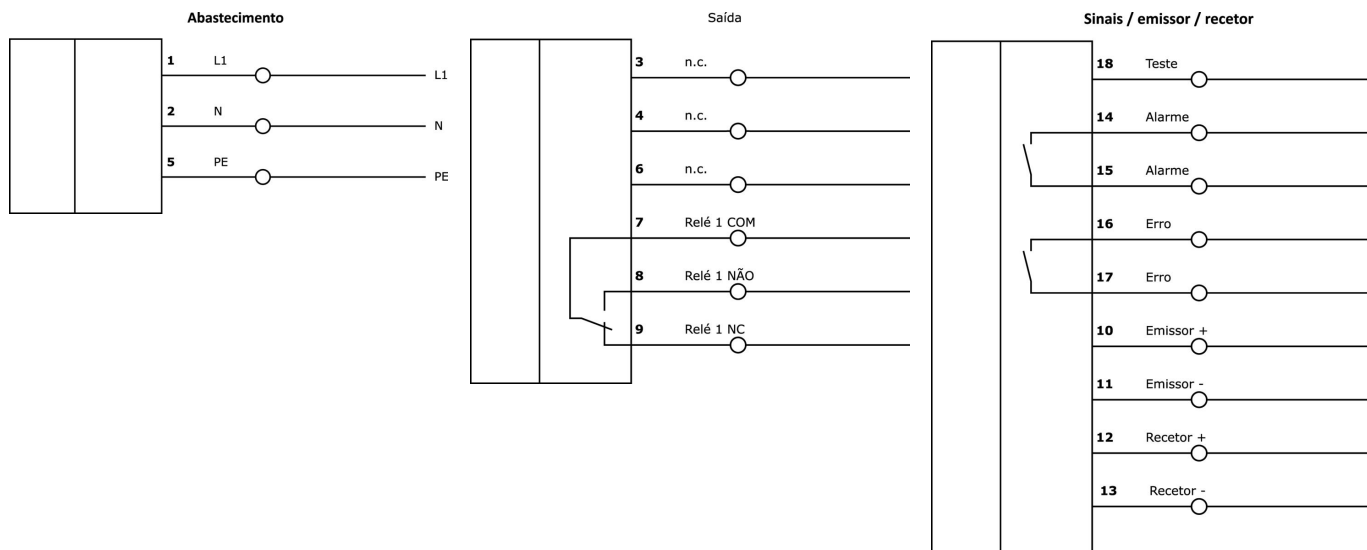 Abastecimento
1 L1
L1
2 N
N
5 PE
PE
Saída
3 n.c.
4 n.c.
6 n.c.
7 Relé 1 COM
8 Relé 1 NÃO
9 Relé 1 NC
Sinais / emissor / recetor
18 Teste
14 Alarme
15 Alarme
16 Erro
17 Erro
10 Emissor +
11 Emissor -
12 Recetor +
13 Recetor -